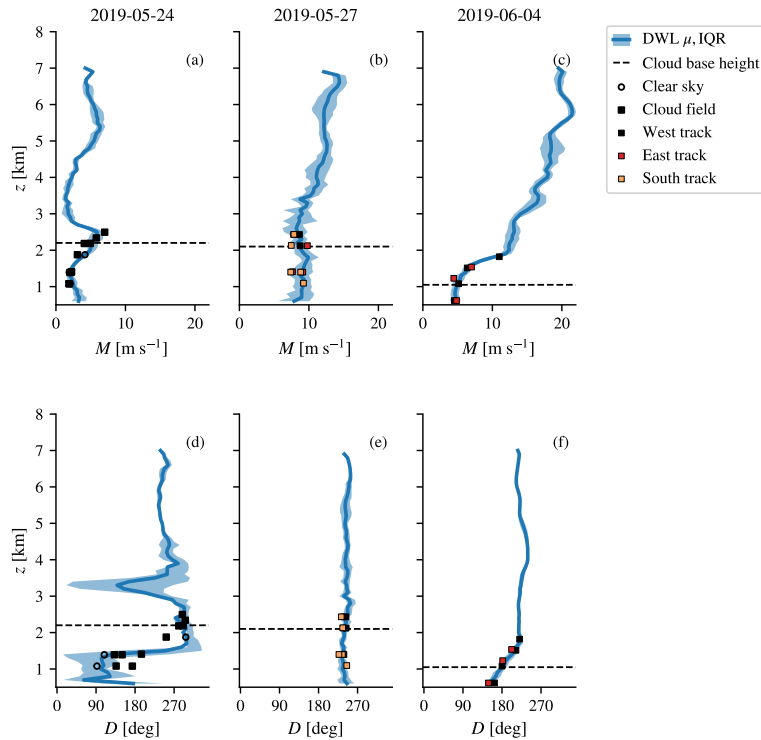 2019-05-24
2019-05-27
2019-06-04
8
7
6
5
4
3
2
1
z [km]
(a)
(b)
(c)
0 10 20
0 10 20
0 10 20
M [m s⁻¹]
M [m s⁻¹]
M [m s⁻¹]
DWL μ, IQR
Cloud base height
Clear sky
Cloud field
West track
East track
South track
8
7
6
5
4
3
2
1
z [km]
(d)
(e)
(f)
0 90 180 270
0 90 180 270
0 90 180 270
D [deg]
D [deg]
D [deg]